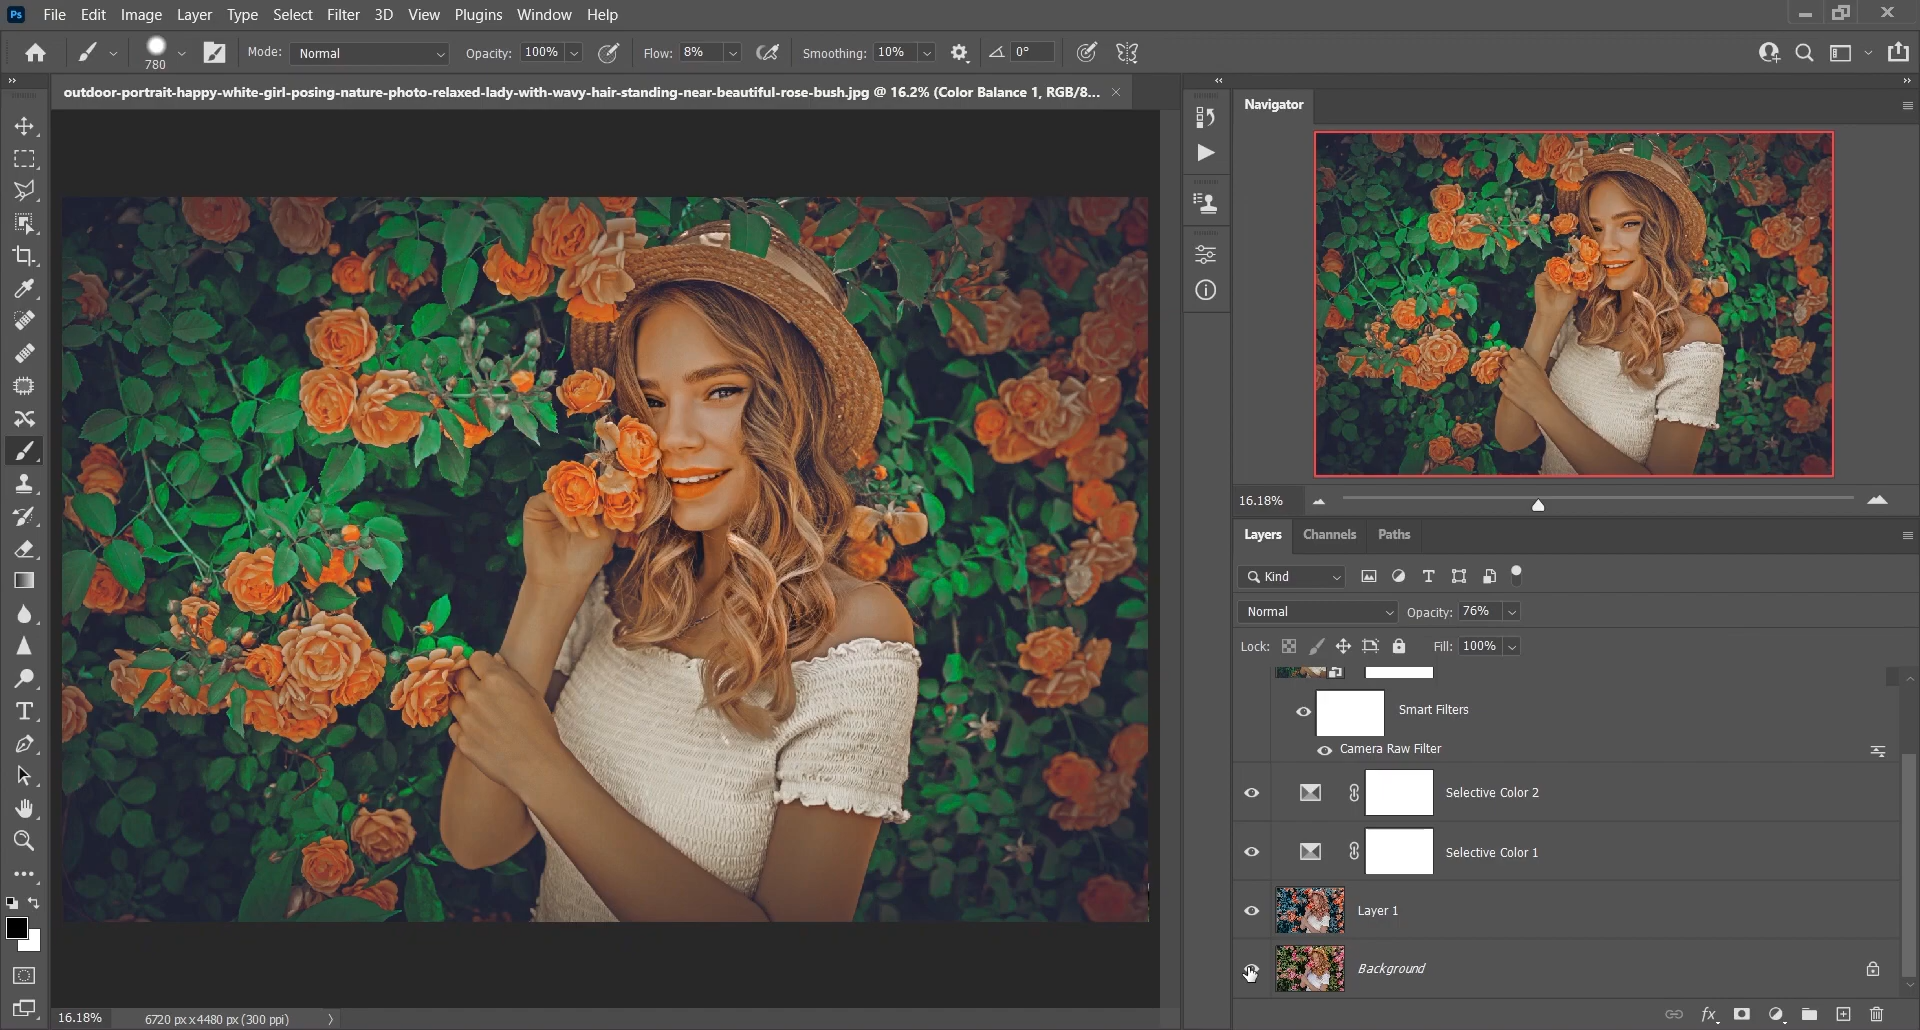 Ps File Edit Image Layer Type Select Filter 3D View Plugins Window Help
780 Mode: Normal Opacity: 100% Flow: 8% Smoothing: 10% 0°
outdoor-portrait-happy-white-girl-posing-nature-photo-relaxed-lady-with-wavy-hair-standing-near-beautiful-rose-bush.jpg @ 16.2% (Color Balance 1, RGB/8...
Navigator
16.18%
Layers Channels Paths
Kind
Normal Opacity: 76%
Lock: Fill: 100%
Smart Filters
Camera Raw Filter
Selective Color 2
Selective Color 1
Layer 1
Background
16.18% 6720 px x 4480 px (300 ppi)